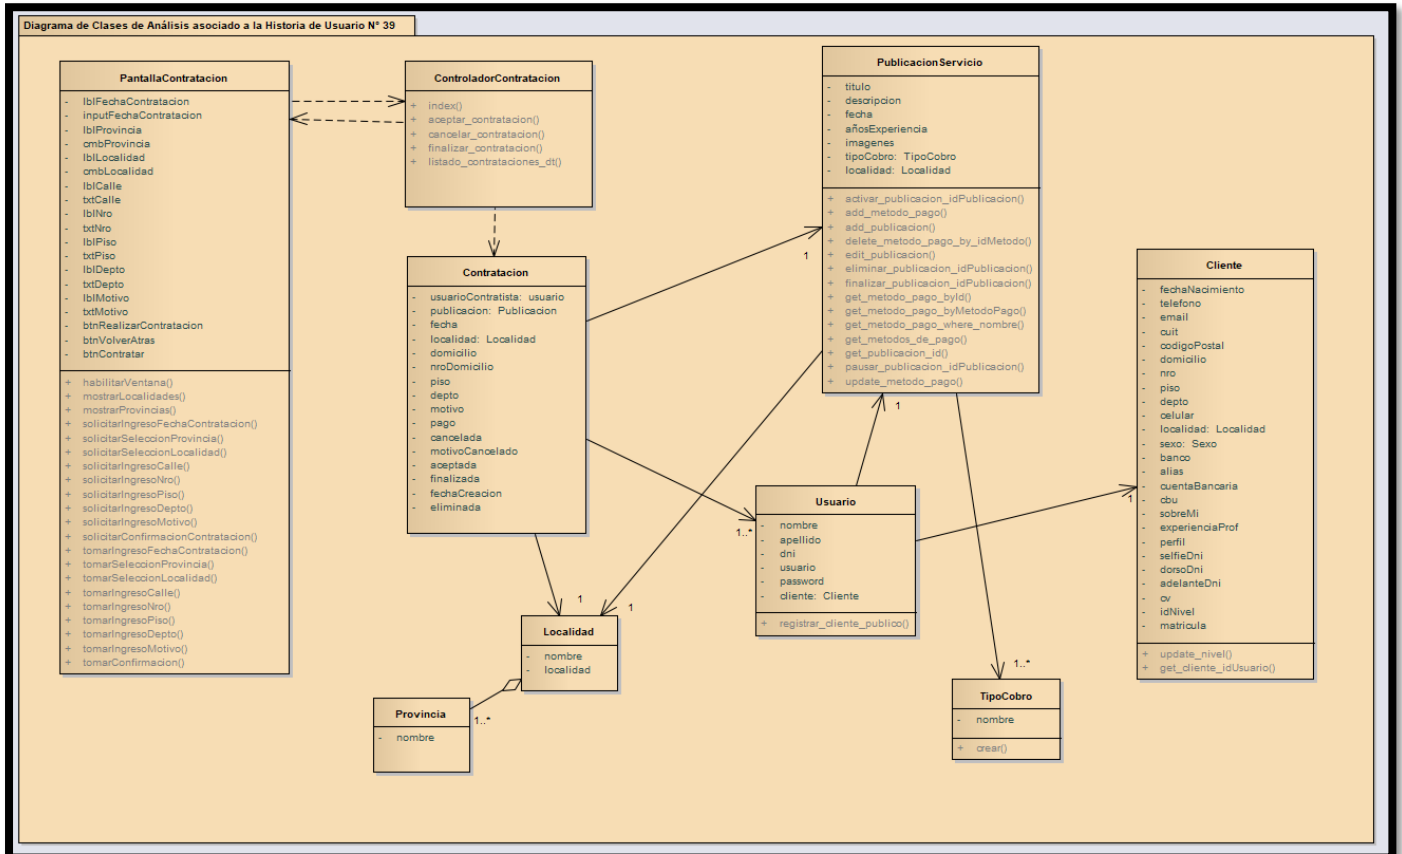 Diagrama de Clases de Análisis asociado a la Historia de Usuario N° 39
PantallaContratacion
- lblFechaContratacion
- inputFechaContratacion
- lblProvincia
- cmbProvincia
- lblLocalidad
- cmbLocalidad
- lblCalle
- txtCalle
- lblNro
- txtNro
- lblPiso
- txtPiso
- lblDepto
- txtDepto
- lblMotivo
- txtMotivo
- btnRealizarContratacion
- btnVolverAtras
- btnContratar
+ habilitarVentana()
+ mostrarLocalidades()
+ mostrarProvincias()
+ solicitarIngresoFechaContratacion()
+ solicitarSeleccionProvincia()
+ solicitarSeleccionLocalidad()
+ solicitarIngresoCalle()
+ solicitarIngresoNro()
+ solicitarIngresoPiso()
+ solicitarIngresoDepto()
+ solicitarIngresoMotivo()
+ solicitarConfirmacionContratacion()
+ tomarIngresoFechaContratacion()
+ tomarSeleccionProvincia()
+ tomarSeleccionLocalidad()
+ tomarIngresoCalle()
+ tomarIngresoNro()
+ tomarIngresoPiso()
+ tomarIngresoDepto()
+ tomarIngresoMotivo()
+ tomarConfirmacion()
ControladorContratacion
+ index()
+ aceptar_contratacion()
+ cancelar_contratacion()
+ finalizar_contratacion()
+ listado_contrataciones_dt()
Contratacion
- usuarioContratista: usuario
- publicacion: Publicacion
- fecha
- localidad: Localidad
- domicilio
- nroDomicilio
- piso
- depto
- motivo
- pago
- cancelada
- motivoCancelado
- aceptada
- finalizada
- fechaCreacion
- eliminada
PublicacionServicio
- titulo
- descripcion
- fecha
- añosExperiencia
- imagenes
- tipoCobro: TipoCobro
- localidad: Localidad
+ activar_publicacion_idPublicacion()
+ add_metodo_pago()
+ add_publicacion()
+ delete_metodo_pago_by_idMetodo()
+ edit_publicacion()
+ eliminar_publicacion_idPublicacion()
+ finalizar_publicacion_idPublicacion()
+ get_metodo_pago_byId()
+ get_metodo_pago_byMetodoPago()
+ get_metodo_pago_where_nombre()
+ get_metodos_de_pago()
+ get_publicacion_id()
+ pausar_publicacion_idPublicacion()
+ update_metodo_pago()
Cliente
- fechaNacimiento
- telefono
- email
- cuit
- codigoPostal
- domicilio
- nro
- piso
- depto
- celular
- localidad: Localidad
- sexo: Sexo
- banco
- alias
- cuentaBancaria
- cbu
- sobreMi
- experienciaProf
- perfil
- selfieDni
- dorsoDni
- adelanteDni
- cv
- idNivel
- matricula
+ update_nivel()
+ get_cliente_idUsuario()
Usuario
- nombre
- apellido
- dni
- usuario
- password
- cliente: Cliente
+ registrar_cliente_publico()
Localidad
- nombre
- localidad
Provincia
- nombre
TipoCobro
- nombre
+ crear()
1
1
1
1..*
1
1
1..*
1..*